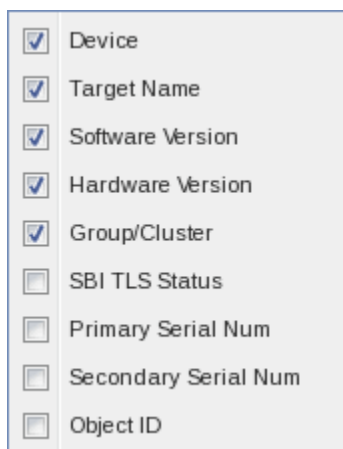 Device
Target Name
Software Version
Hardware Version
Group/Cluster
SBI TLS Status
Primary Serial Num
Secondary Serial Num
Object ID